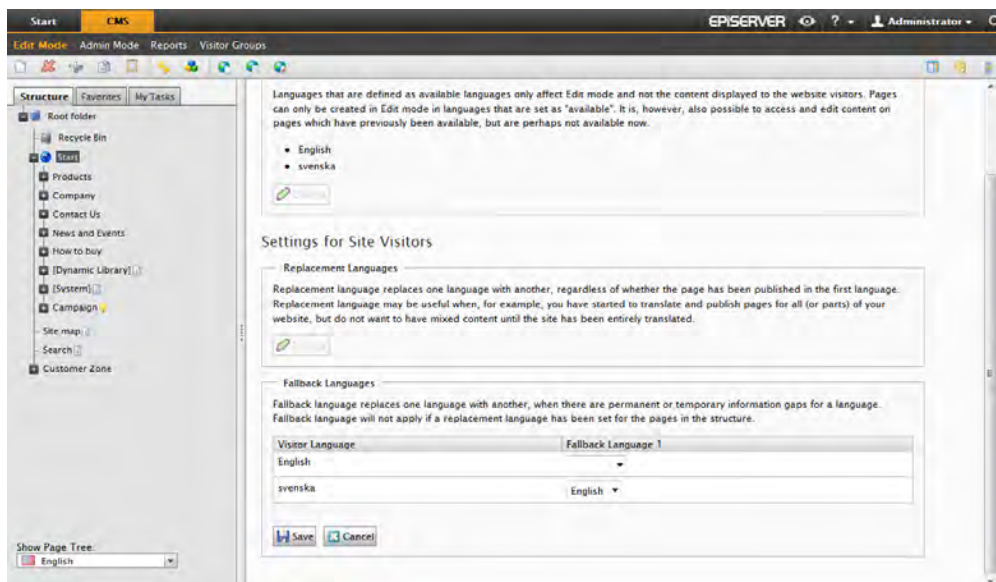 Start CMS EPISERVER ? Administrator
Edit Mode Admin Mode Reports Visitor Groups
Structure Favorites My Tasks
Root folder
Recycle Bin
Start
Products
Company
Contact Us
News and Events
How to buy
[Dynamic Library]
[System]
Campaign
Site map
Search
Customer Zone
Show Page Tree:
English
Languages that are defined as available languages only affect Edit mode and not the content displayed to the website visitors. Pages
can only be created in Edit mode in languages that are set as "available". It is, however, also possible to access and edit content on
pages which have previously been available, but are perhaps not available now.
• English
• svenska
Settings for Site Visitors
Replacement Languages
Replacement language replaces one language with another, regardless of whether the page has been published in the first language.
Replacement language may be useful when, for example, you have started to translate and publish pages for all (or parts) of your
website, but do not want to have mixed content until the site has been entirely translated.
Fallback Languages
Fallback language replaces one language with another, when there are permanent or temporary information gaps for a language.
Fallback language will not apply if a replacement language has been set for the pages in the structure.
Visitor Language Fallback Language 1
English
svenska English
Save Cancel